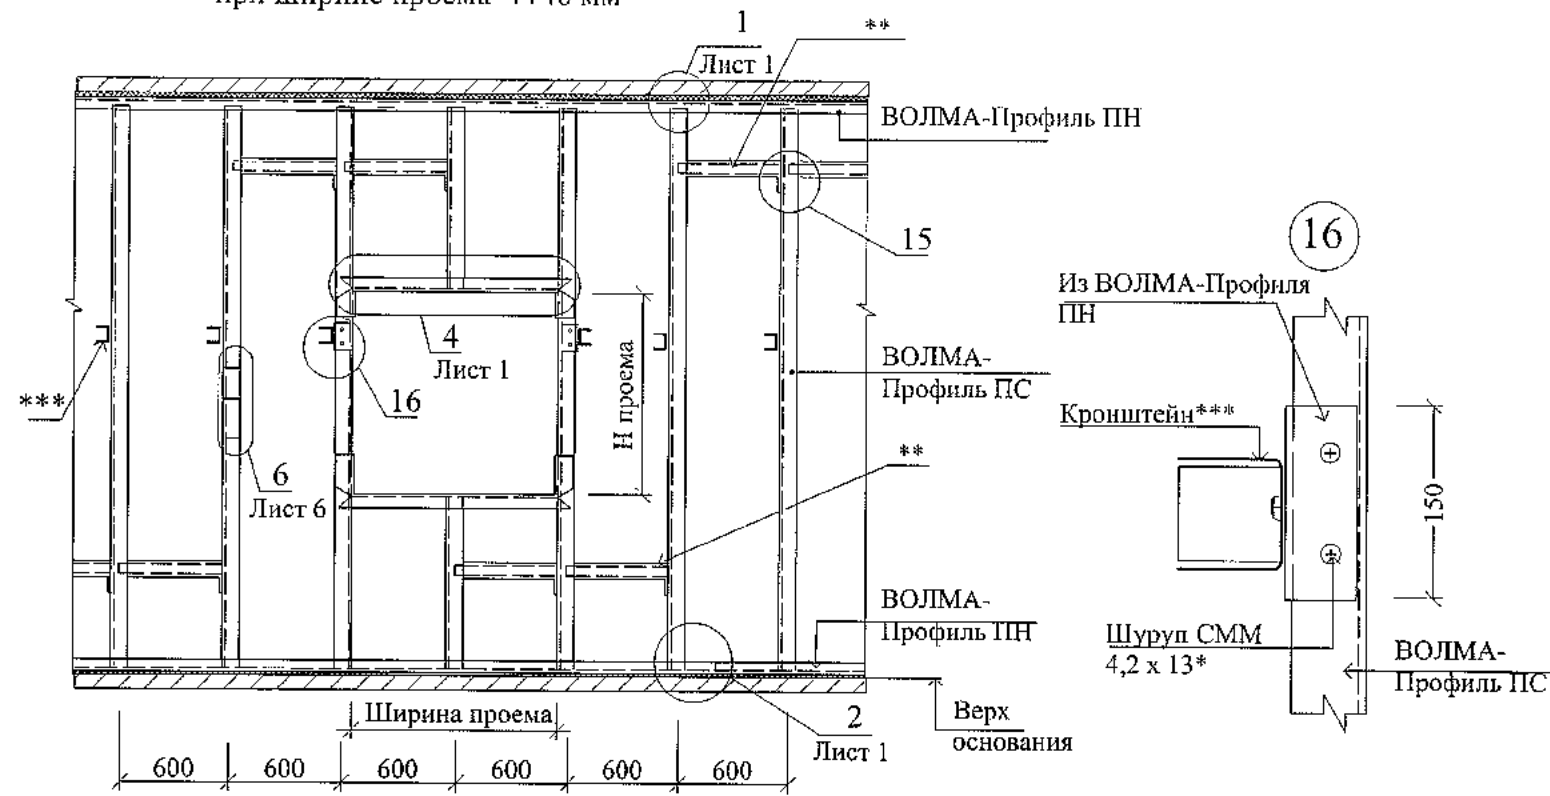 1
Лист 1
**
ВОЛМА-Профиль ПН
15
16
Из ВОЛМА-Профиля
ПН
4
Лист 1
Н проема
ВОЛМА-
Профиль ПС
***
16
Кронштейн***
6
Лист 6
**
150
ВОЛМА-
Профиль ПН
Шуруп СММ
4,2 х 13*
ВОЛМА-
Профиль ПС
Ширина проема
2
Лист 1
Верх
основания
600
600
600
600
600
600